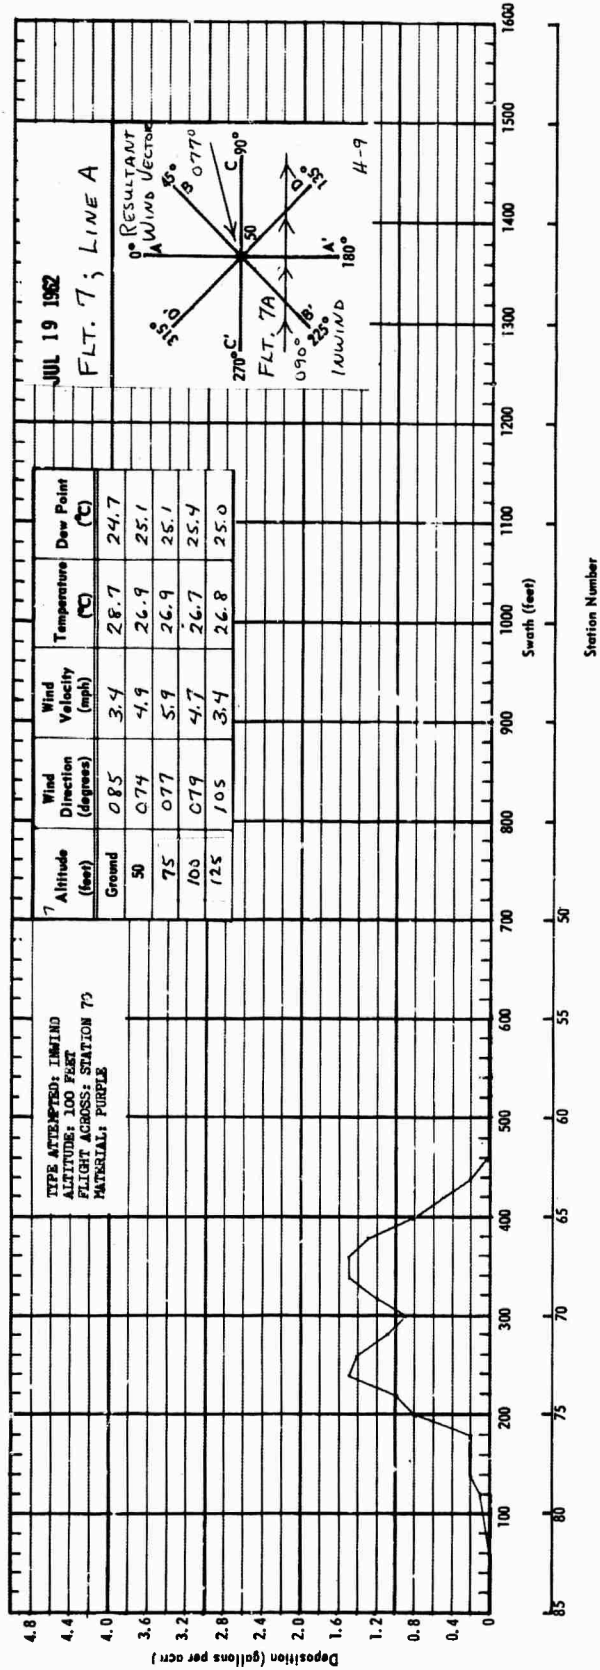 TYPE ATTEMPTED: INWIND
ALTITUDE: 100 FEET
FLIGHT ACROSS: STATION 70
MATERIAL: PURPLE
7
Altitude (feet) Wind Direction (degrees) Wind Velocity (mph) Temperature (°C) Dew Point (°C)
Ground 085 3.4 28.7 24.7
50 074 4.9 26.9 25.1
75 077 5.9 26.9 25.1
100 079 4.7 26.7 25.4
125 105 3.4 26.8 25.0
JUL 19 1962
FLT. 7; LINE A
0° RESULTANT
A WIND VECTOR
45°
B 077°
C 90°
50
D°
135°
A'
180°
B'
225°
270° C'
315° D'
FLT. 7A
090°
INWIND
H-9
Deposition (gallons per acre)
4.8
4.4
4.0
3.6
3.2
2.8
2.4
2.0
1.6
1.2
0.8
0.4
0
100 200 300 400 500 600 700 800 900 1000 1100 1200 1300 1400 1500 1600
Swath (feet)
85 80 75 70 65 60 55 50
Station Number